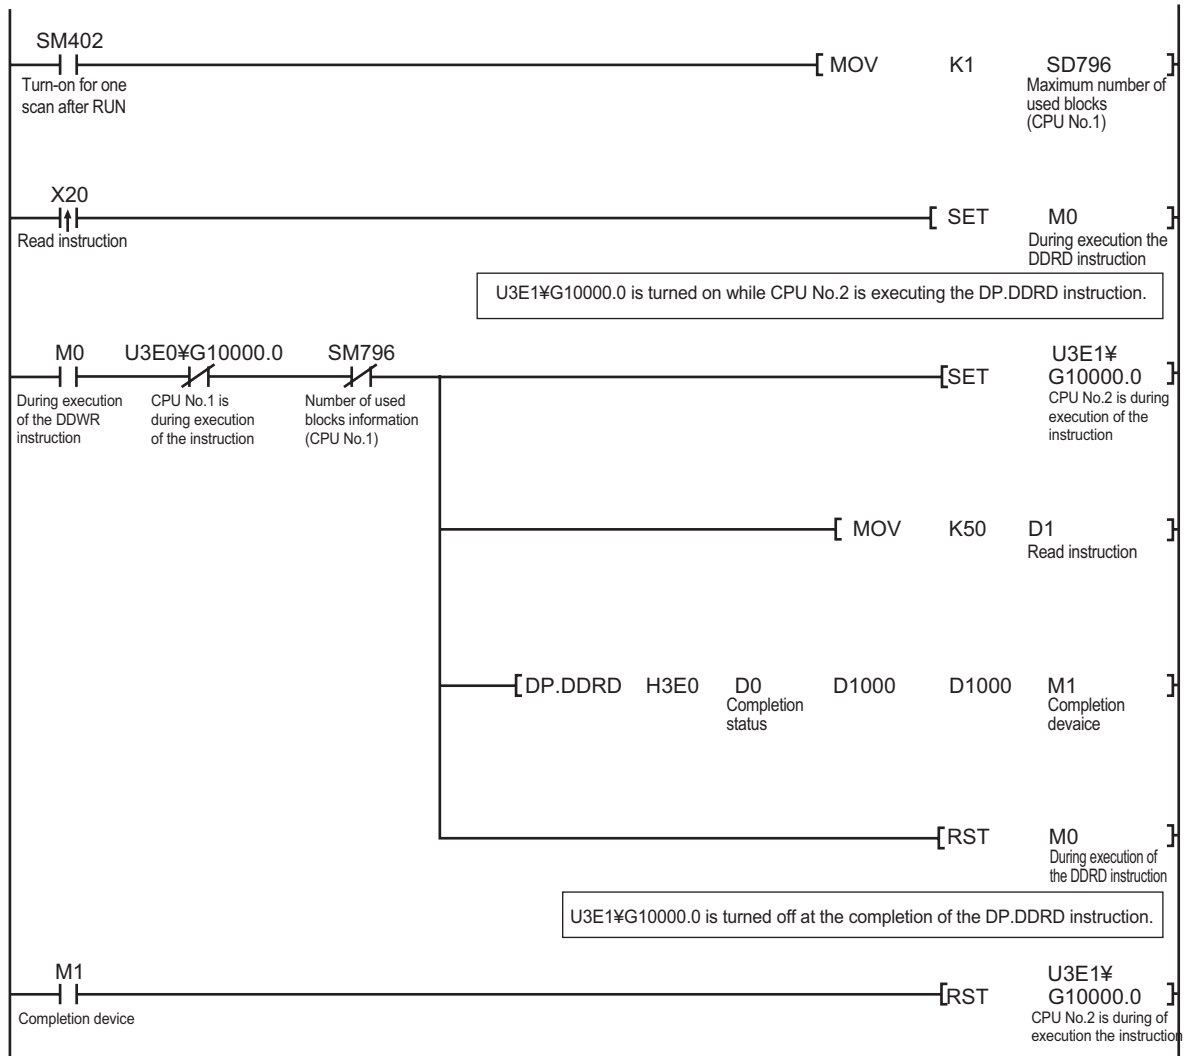 SM402
MOV K1 SD796
Turn-on for one
scan after RUN
Maximum number of
used blocks
(CPU No.1)
X20
SET M0
Read instruction
During execution the
DDRD instruction
U3E1¥G10000.0 is turned on while CPU No.2 is executing the DP.DDRD instruction.
M0 U3E0¥G10000.0 SM796
U3E1¥
SET G10000.0
During execution
of the DDWR
instruction
CPU No.1 is
during execution
of the instruction
Number of used
blocks information
(CPU No.1)
CPU No.2 is during
execution of the
instruction
MOV K50 D1
Read instruction
DP.DDRD H3E0 D0 D1000 D1000 M1
Completion
status
Completion
devaice
RST M0
During execution of
the DDRD instruction
U3E1¥G10000.0 is turned off at the completion of the DP.DDRD instruction.
M1
U3E1¥
RST G10000.0
Completion device
CPU No.2 is during of
execution the instruction